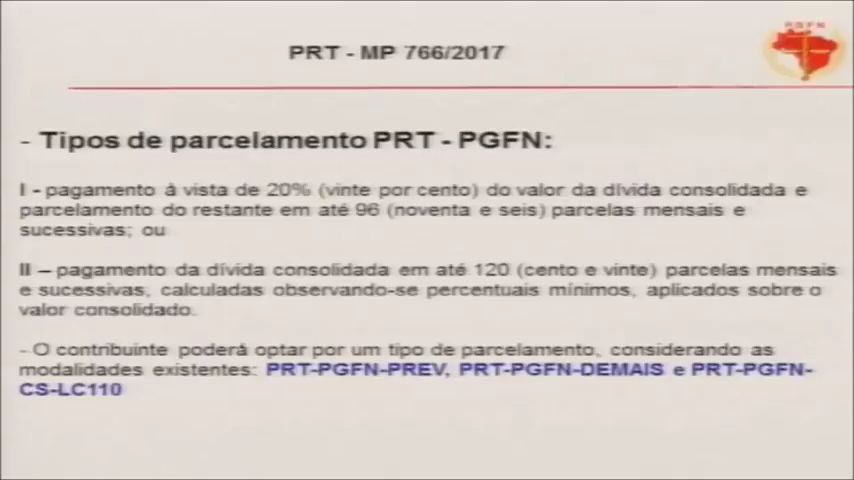 PGFN
PRT - MP 766/2017
- Tipos de parcelamento PRT - PGFN:
I - pagamento à vista de 20% (vinte por cento) do valor da dívida consolidada e
parcelamento do restante em até 96 (noventa e seis) parcelas mensais e
sucessivas; ou
II – pagamento da dívida consolidada em até 120 (cento e vinte) parcelas mensais
e sucessivas, calculadas observando-se percentuais mínimos, aplicados sobre o
valor consolidado.
- O contribuinte poderá optar por um tipo de parcelamento, considerando as
modalidades existentes: PRT-PGFN-PREV, PRT-PGFN-DEMAIS e PRT-PGFN-
CS-LC110